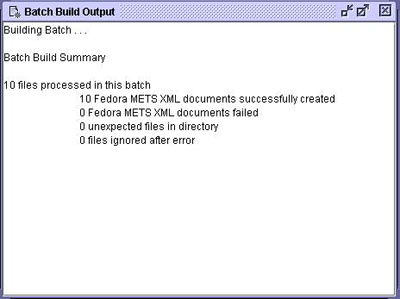 Batch Build Output
Building Batch . . .
Batch Build Summary
10 files processed in this batch
10 Fedora METS XML documents successfully created
0 Fedora METS XML documents failed
0 unexpected files in directory
0 files ignored after error